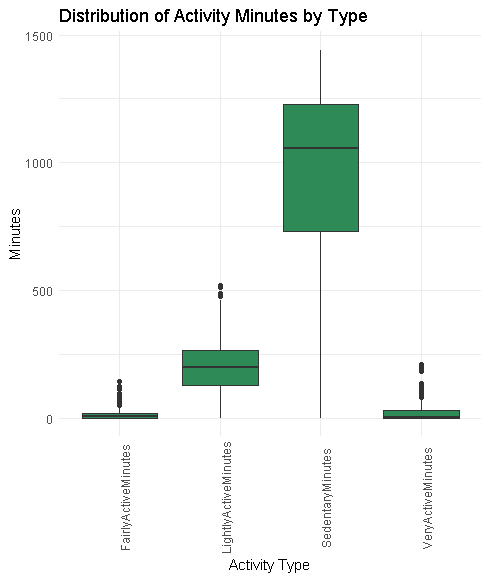 Distribution of Activity Minutes by Type
1500
1000
500
0
Minutes
FairlyActiveMinutes
LightlyActiveMinutes
SedentaryMinutes
VeryActiveMinutes
Activity Type